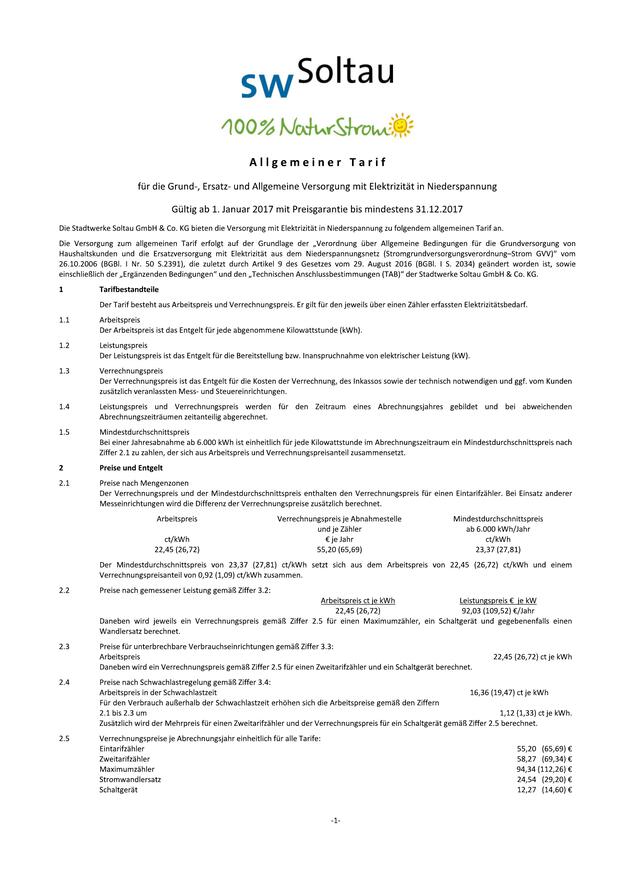 sw Soltau
100% NaturStrom
Allgemeiner Tarif
für die Grund-, Ersatz- und Allgemeine Versorgung mit Elektrizität in Niederspannung
Gültig ab 1. Januar 2017 mit Preisgarantie bis mindestens 31.12.2017
Die Stadtwerke Soltau GmbH & Co. KG bieten die Versorgung mit Elektrizität in Niederspannung zu folgendem allgemeinen Tarif an.
Die Versorgung zum allgemeinen Tarif erfolgt auf der Grundlage der „Verordnung über Allgemeine Bedingungen für die Grundversorgung von
Haushaltskunden und die Ersatzversorgung mit Elektrizität aus dem Niederspannungsnetz (Stromgrundversorgungsverordnung–Strom GVV)" vom
26.10.2006 (BGBl. I Nr. 50 S.2391), die zuletzt durch Artikel 9 des Gesetzes vom 29. August 2016 (BGBl. I S. 2034) geändert worden ist, sowie
einschließlich der „Ergänzenden Bedingungen" und den „Technischen Anschlussbestimmungen (TAB)" der Stadtwerke Soltau GmbH & Co. KG.
1 Tarifbestandteile
Der Tarif besteht aus Arbeitspreis und Verrechnungspreis. Er gilt für den jeweils über einen Zähler erfassten Elektrizitätsbedarf.
1.1 Arbeitspreis
Der Arbeitspreis ist das Entgelt für jede abgenommene Kilowattstunde (kWh).
1.2 Leistungspreis
Der Leistungspreis ist das Entgelt für die Bereitstellung bzw. Inanspruchnahme von elektrischer Leistung (kW).
1.3 Verrechnungspreis
Der Verrechnungspreis ist das Entgelt für die Kosten der Verrechnung, des Inkassos sowie der technisch notwendigen und ggf. vom Kunden
zusätzlich veranlassten Mess- und Steuereinrichtungen.
1.4 Leistungspreis und Verrechnungspreis werden für den Zeitraum eines Abrechnungsjahres gebildet und bei abweichenden
Abrechnungszeiträumen zeitanteilig abgerechnet.
1.5 Mindestdurchschnittspreis
Bei einer Jahresabnahme ab 6.000 kWh ist einheitlich für jede Kilowattstunde im Abrechnungszeitraum ein Mindestdurchschnittspreis nach
Ziffer 2.1 zu zahlen, der sich aus Arbeitspreis und Verrechnungspreisanteil zusammensetzt.
2 Preise und Entgelt
2.1 Preise nach Mengenzonen
Der Verrechnungspreis und der Mindestdurchschnittspreis enthalten den Verrechnungspreis für einen Eintarifzähler. Bei Einsatz anderer
Messeinrichtungen wird die Differenz der Verrechnungspreise zusätzlich berechnet.
Arbeitspreis Verrechnungspreis je Abnahmestelle Mindestdurchschnittspreis
und je Zähler ab 6.000 kWh/Jahr
ct/kWh € je Jahr ct/kWh
22,45 (26,72) 55,20 (65,69) 23,37 (27,81)
Der Mindestdurchschnittspreis von 23,37 (27,81) ct/kWh setzt sich aus dem Arbeitspreis von 22,45 (26,72) ct/kWh und einem
Verrechnungspreisanteil von 0,92 (1,09) ct/kWh zusammen.
2.2 Preise nach gemessener Leistung gemäß Ziffer 3.2:
Arbeitspreis ct je kWh Leistungspreis € je kW
22,45 (26,72) 92,03 (109,52) €/Jahr
Daneben wird jeweils ein Verrechnungspreis gemäß Ziffer 2.5 für einen Maximumzähler, ein Schaltgerät und gegebenenfalls einen
Wandlersatz berechnet.
2.3 Preise für unterbrechbare Verbrauchseinrichtungen gemäß Ziffer 3.3:
Arbeitspreis 22,45 (26,72) ct je kWh
Daneben wird ein Verrechnungspreis gemäß Ziffer 2.5 für einen Zweitarifzähler und ein Schaltgerät berechnet.
2.4 Preise nach Schwachlastregelung gemäß Ziffer 3.4:
Arbeitspreis in der Schwachlastzeit 16,36 (19,47) ct je kWh
Für den Verbrauch außerhalb der Schwachlastzeit erhöhen sich die Arbeitspreise gemäß den Ziffern
2.1 bis 2.3 um 1,12 (1,33) ct je kWh.
Zusätzlich wird der Mehrpreis für einen Zweitarifzähler und der Verrechnungspreis für ein Schaltgerät gemäß Ziffer 2.5 berechnet.
2.5 Verrechnungspreise je Abrechnungsjahr einheitlich für alle Tarife:
Eintarifzähler 55,20 (65,69) €
Zweitarifzähler 58,27 (69,34) €
Maximumzähler 94,34 (112,26) €
Stromwandlersatz 24,54 (29,20) €
Schaltgerät 12,27 (14,60) €
-1-